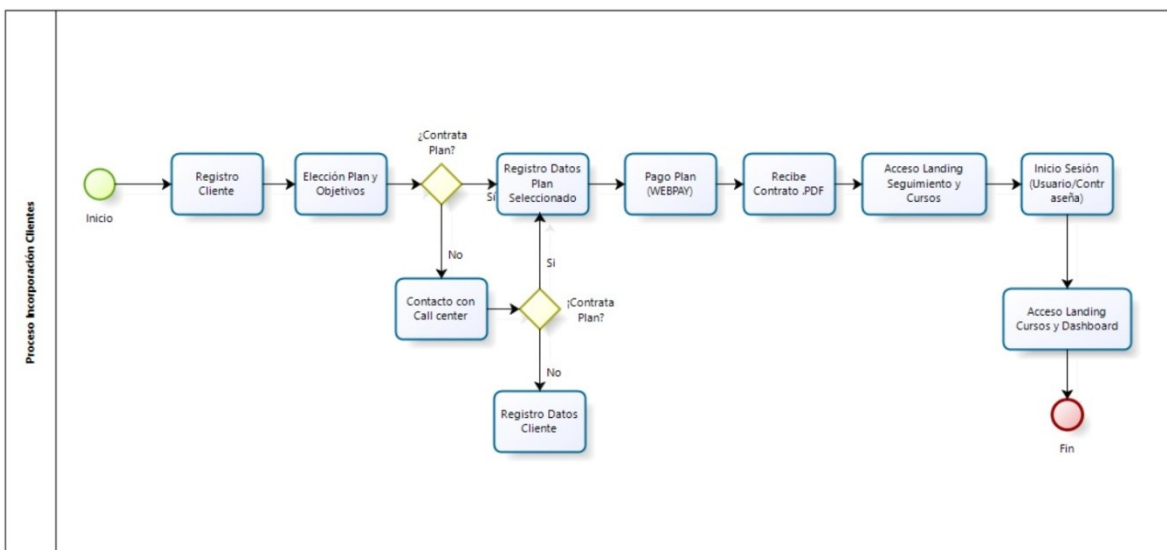 Proceso Incorporación Clientes
Inicio
Registro
Cliente
Elección Plan y
Objetivos
¿Contrata
Plan?
Sí
No
Registro Datos
Plan
Seleccionado
Pago Plan
(WEBPAY)
Recibe
Contrato .PDF
Acceso Landing
Seguimiento y
Cursos
Inicio Sesión
(Usuario/Contr
aseña)
Contacto con
Call center
Si
¡Contrata
Plan?
No
Registro Datos
Cliente
Acceso Landing
Cursos y Dashboard
Fin